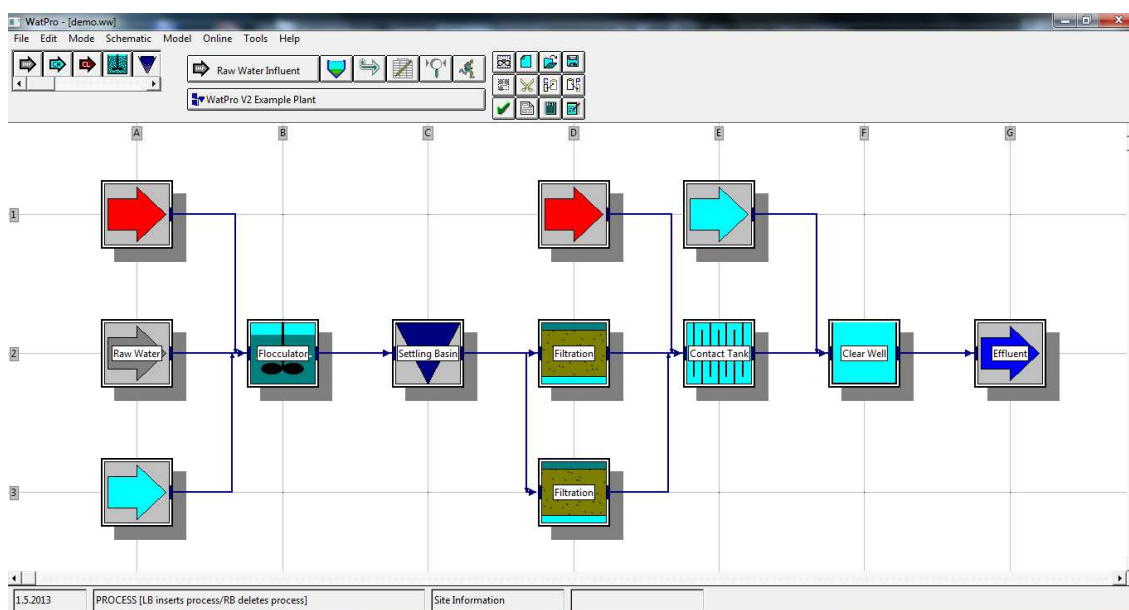 WatPro - [demo.ww]
File Edit Mode Schematic Model Online Tools Help
Raw Water Influent
WatPro V2 Example Plant
A B C D E F G
1
2
Raw Water Flocculator Settling Basin Filtration Contact Tank Clear Well Effluent
3
Filtration
1.5.2013 PROCESS [LB inserts process/RB deletes process] Site Information